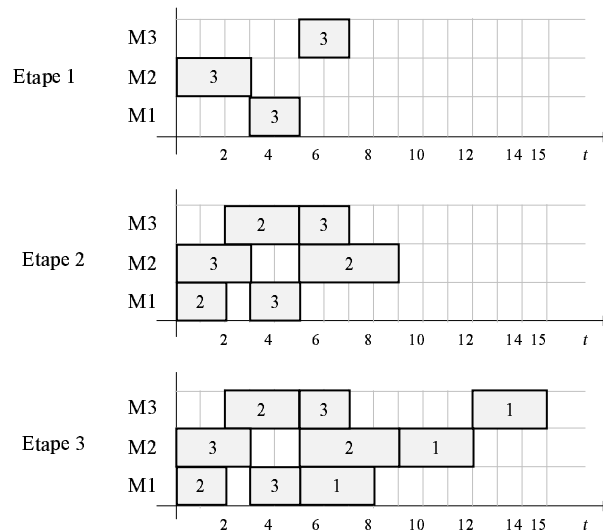 M3 3
Etape 1 M2 3
M1 3
2 4 6 8 10 12 14 15 t
M3 2 3
Etape 2 M2 3 2
M1 2 3
2 4 6 8 10 12 14 15 t
M3 2 3 1
Etape 3 M2 3 2 1
M1 2 3 1
2 4 6 8 10 12 14 15 t